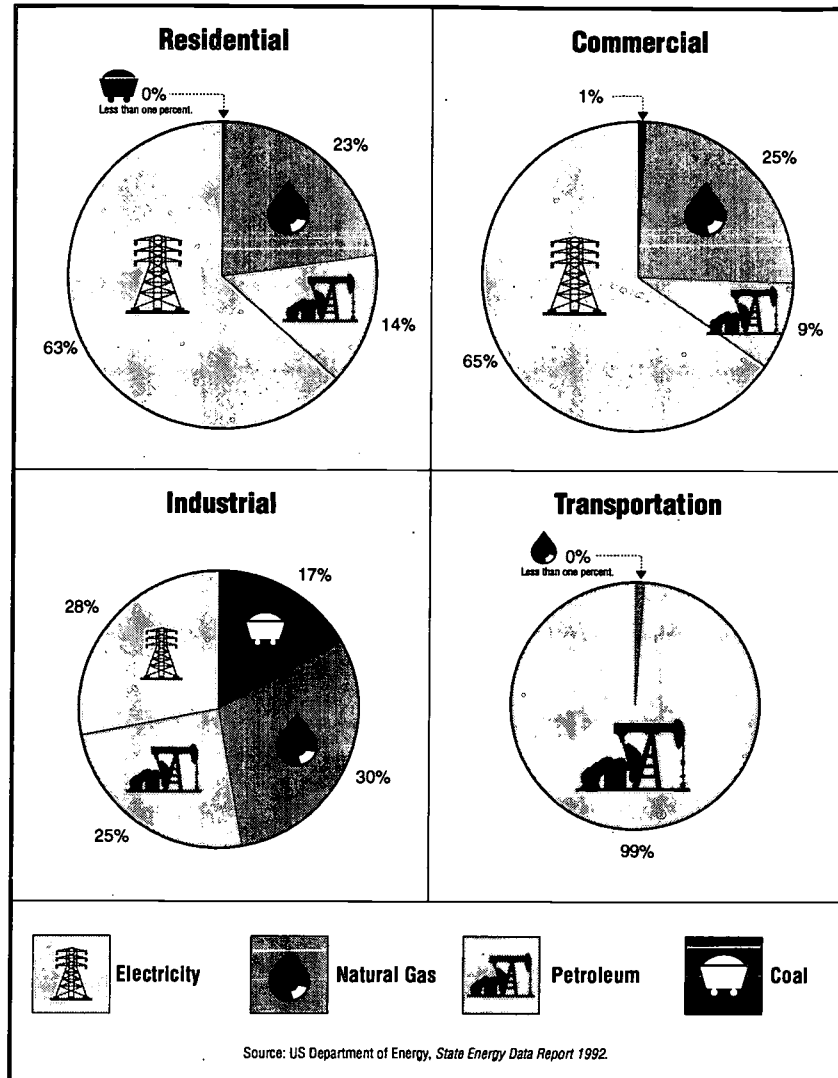 Residential
0%
Less than one percent.
23%
14%
63%
Commercial
1%
25%
9%
65%
Industrial
17%
28%
30%
25%
Transportation
0%
Less than one percent.
99%
Electricity
Natural Gas
Petroleum
Coal
Source: US Department of Energy, State Energy Data Report 1992.